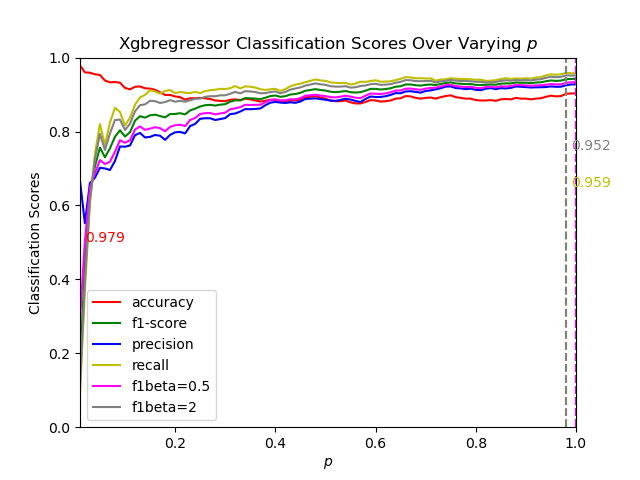 Xgbregressor Classification Scores Over Varying p
1.0
0.8
0.6
0.4
0.2
0.0
Classification Scores
0.952
0.959
0.979
accuracy
f1-score
precision
recall
f1beta=0.5
f1beta=2
0.2
0.4
0.6
0.8
1.0
p